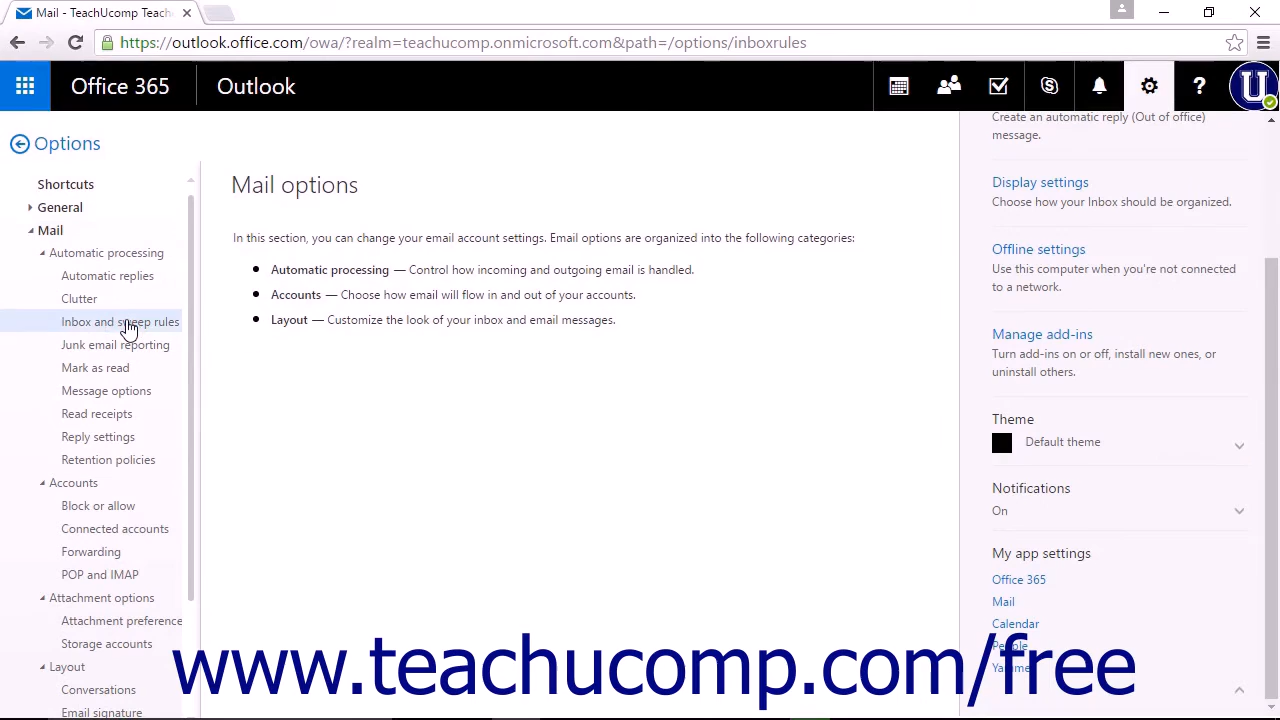 Mail - TeachUcomp Teach
https://outlook.office.com/owa/?realm=teachucomp.onmicrosoft.com&path=/options/inboxrules
Office 365
Outlook
?
U
Options
Shortcuts
General
Mail
Automatic processing
Automatic replies
Clutter
Inbox and sweep rules
Junk email reporting
Mark as read
Message options
Read receipts
Reply settings
Retention policies
Accounts
Block or allow
Connected accounts
Forwarding
POP and IMAP
Attachment options
Attachment preference
Storage accounts
Layout
Conversations
Email signature
Mail options
In this section, you can change your email account settings. Email options are organized into the following categories:
Automatic processing — Control how incoming and outgoing email is handled.
Accounts — Choose how email will flow in and out of your accounts.
Layout — Customize the look of your inbox and email messages.
Create an automatic reply (Out of office)
message.
Display settings
Choose how your Inbox should be organized.
Offline settings
Use this computer when you're not connected
to a network.
Manage add-ins
Turn add-ins on or off, install new ones, or
uninstall others.
Theme
Default theme
Notifications
On
My app settings
Office 365
Mail
Calendar
People
www.teachucomp.com/free